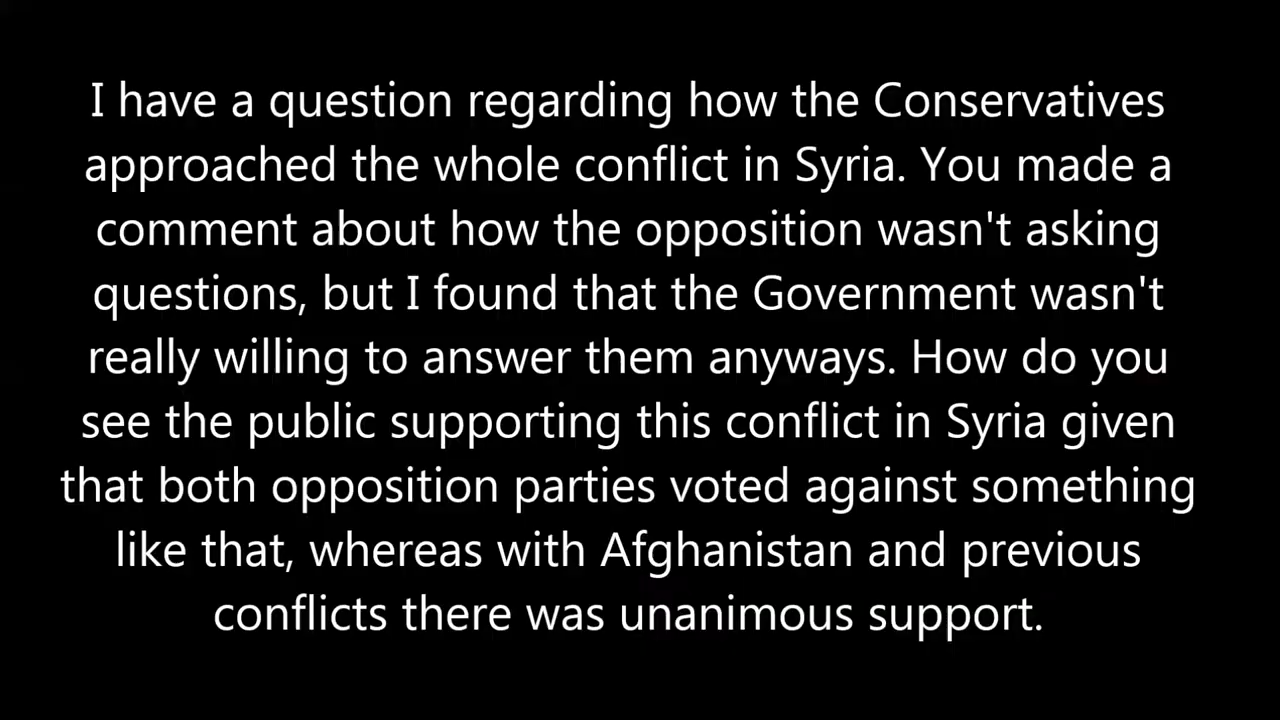 I have a question regarding how the Conservatives
approached the whole conflict in Syria. You made a
comment about how the opposition wasn't asking
questions, but I found that the Government wasn't
really willing to answer them anyways. How do you
see the public supporting this conflict in Syria given
that both opposition parties voted against something
like that, whereas with Afghanistan and previous
conflicts there was unanimous support.